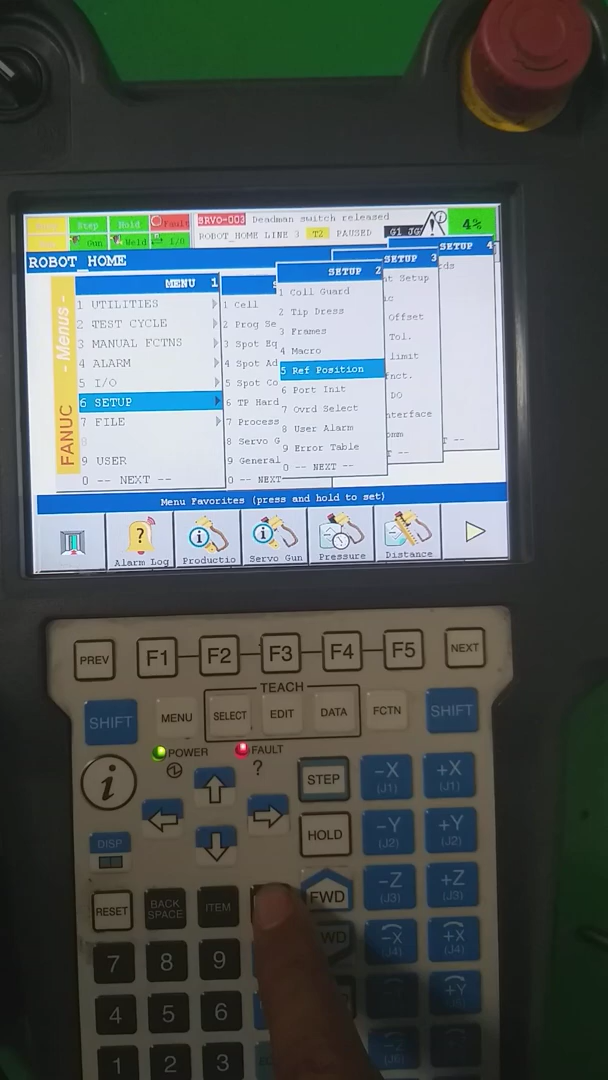 Step Hold Fault
Gun Weld I/O
SRVO-003 Deadman switch released
ROBOT_HOME LINE 3 T2 PAUSED G1 JG
4%
ROBOT_HOME
FANUC - Menus -
MENU 1
1 UTILITIES
2 TEST CYCLE
3 MANUAL FCTNS
4 ALARM
5 I/O
6 SETUP
7 FILE
8
9 USER
0 -- NEXT --
1 Cell
2 Prog Se
3 Spot Eq
4 Spot Ad
5 Spot Co
6 TP Hard
7 Process
8 Servo G
9 General
0 -- NEXT
SETUP 2
1 Coll Guard
2 Tip Dress
3 Frames
4 Macro
5 Ref Position
6 Port Init
7 Ovrd Select
8 User Alarm
9 Error Table
0 -- NEXT --
SETUP 3
t Setup
Offset
Tol.
limit
DO
nterface
SETUP 4
Menu Favorites (press and hold to set)
Alarm Log
Productio
Servo Gun
Pressure
Distance
PREV
F1
F2
F3
F4
F5
NEXT
TEACH
SHIFT
MENU
SELECT
EDIT
DATA
FCTN
SHIFT
POWER
FAULT
?
i
STEP
-X
(J1)
+X
(J1)
DISP
HOLD
-Y
(J2)
+Y
(J2)
RESET
BACK SPACE
ITEM
FWD
-Z
(J3)
+Z
(J3)
7
8
9
WD
-X
(J4)
+X
(J4)
4
5
6
+Y
1
2
3